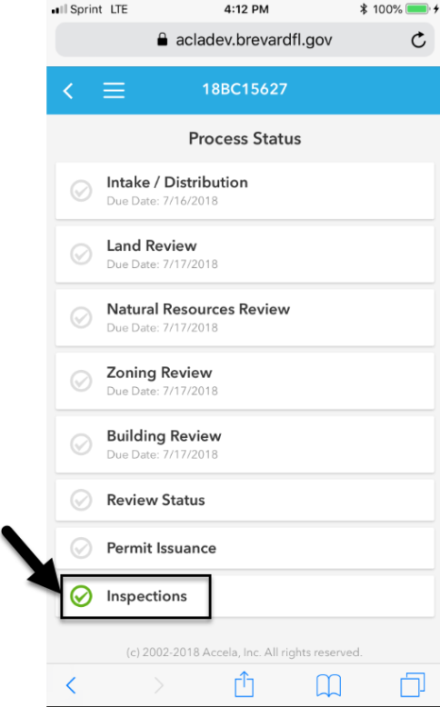 Sprint LTE 4:12 PM 100%
acladev.brevardfl.gov
18BC15627
Process Status
Intake / Distribution
Due Date: 7/16/2018
Land Review
Due Date: 7/17/2018
Natural Resources Review
Due Date: 7/17/2018
Zoning Review
Due Date: 7/17/2018
Building Review
Due Date: 7/17/2018
Review Status
Permit Issuance
Inspections
(c) 2002-2018 Accela, Inc. All rights reserved.